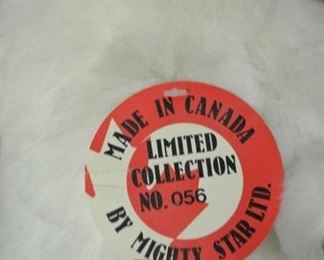 MADE IN CANADA
LIMITED
COLLECTION
NO. 056
BY MIGHTY STAR LTD.